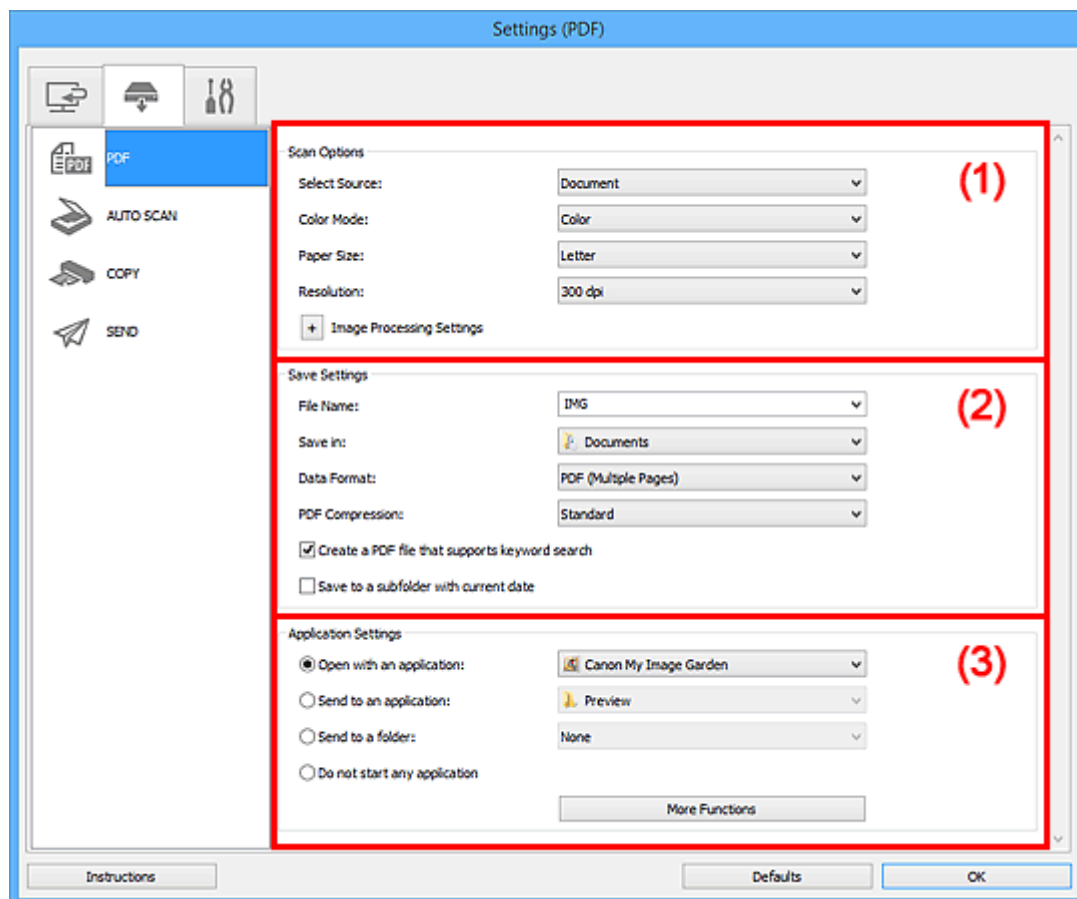 Settings (PDF)
PDF
PDF
AUTO SCAN
COPY
SEND
Scan Options
(1)
Select Source: Document
Color Mode: Color
Paper Size: Letter
Resolution: 300 dpi
+ Image Processing Settings
Save Settings
(2)
File Name: IMG
Save in: Documents
Data Format: PDF (Multiple Pages)
PDF Compression: Standard
Create a PDF file that supports keyword search
Save to a subfolder with current date
Application Settings
(3)
Open with an application: Canon My Image Garden
Send to an application: Preview
Send to a folder: None
Do not start any application
More Functions
Instructions Defaults OK